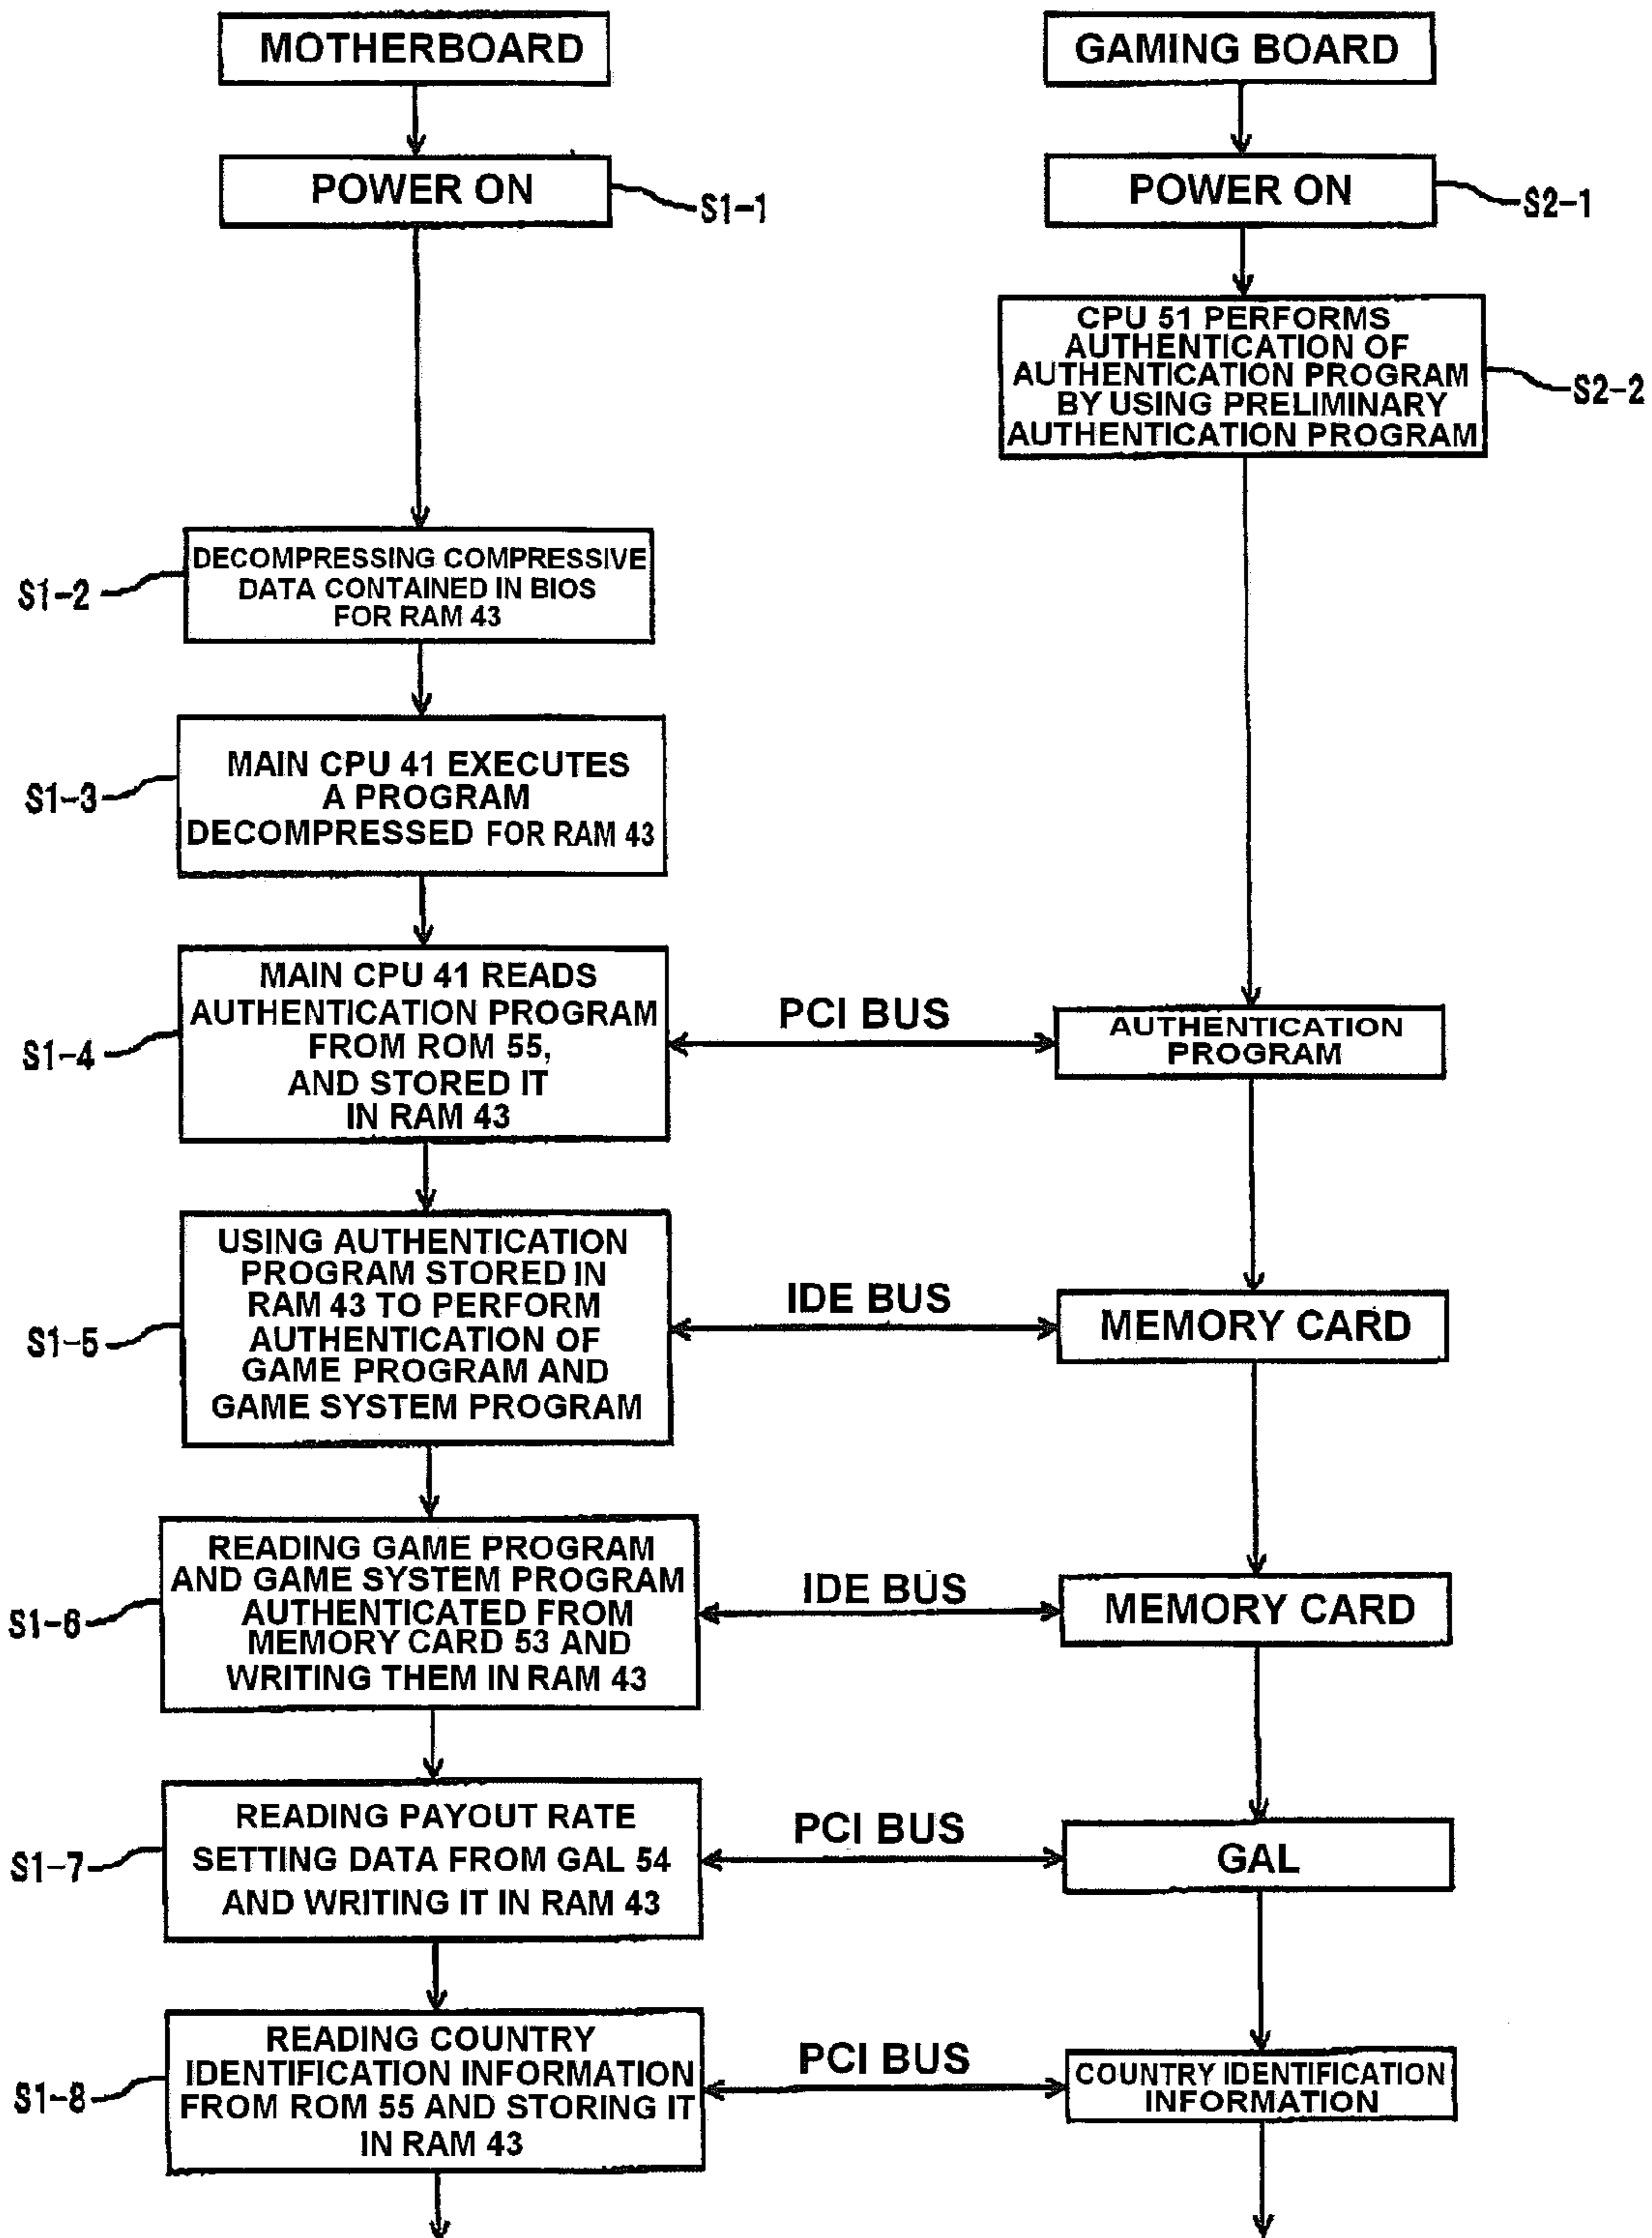 MOTHERBOARD
GAMING BOARD
POWER ON
S1-1
POWER ON
S2-1
CPU 51 PERFORMS
AUTHENTICATION OF
AUTHENTICATION PROGRAM
BY USING PRELIMINARY
AUTHENTICATION PROGRAM
S2-2
S1-2
DECOMPRESSING COMPRESSIVE
DATA CONTAINED IN BIOS
FOR RAM 43
S1-3
MAIN CPU 41 EXECUTES
A PROGRAM
DECOMPRESSED FOR RAM 43
S1-4
MAIN CPU 41 READS
AUTHENTICATION PROGRAM
FROM ROM 55,
AND STORED IT
IN RAM 43
PCI BUS
AUTHENTICATION
PROGRAM
S1-5
USING AUTHENTICATION
PROGRAM STORED IN
RAM 43 TO PERFORM
AUTHENTICATION OF
GAME PROGRAM AND
GAME SYSTEM PROGRAM
IDE BUS
MEMORY CARD
S1-6
READING GAME PROGRAM
AND GAME SYSTEM PROGRAM
AUTHENTICATED FROM
MEMORY CARD 53 AND
WRITING THEM IN RAM 43
IDE BUS
MEMORY CARD
S1-7
READING PAYOUT RATE
SETTING DATA FROM GAL 54
AND WRITING IT IN RAM 43
PCI BUS
GAL
S1-8
READING COUNTRY
IDENTIFICATION INFORMATION
FROM ROM 55 AND STORING IT
IN RAM 43
PCI BUS
COUNTRY IDENTIFICATION
INFORMATION